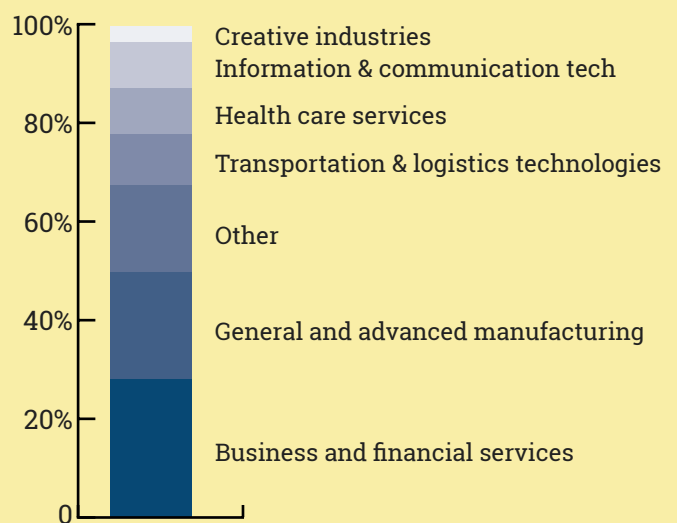 100%
Creative industries
Information & communication tech
80%
Health care services
Transportation & logistics technologies
60%
Other
40%
General and advanced manufacturing
20%
Business and financial services
0